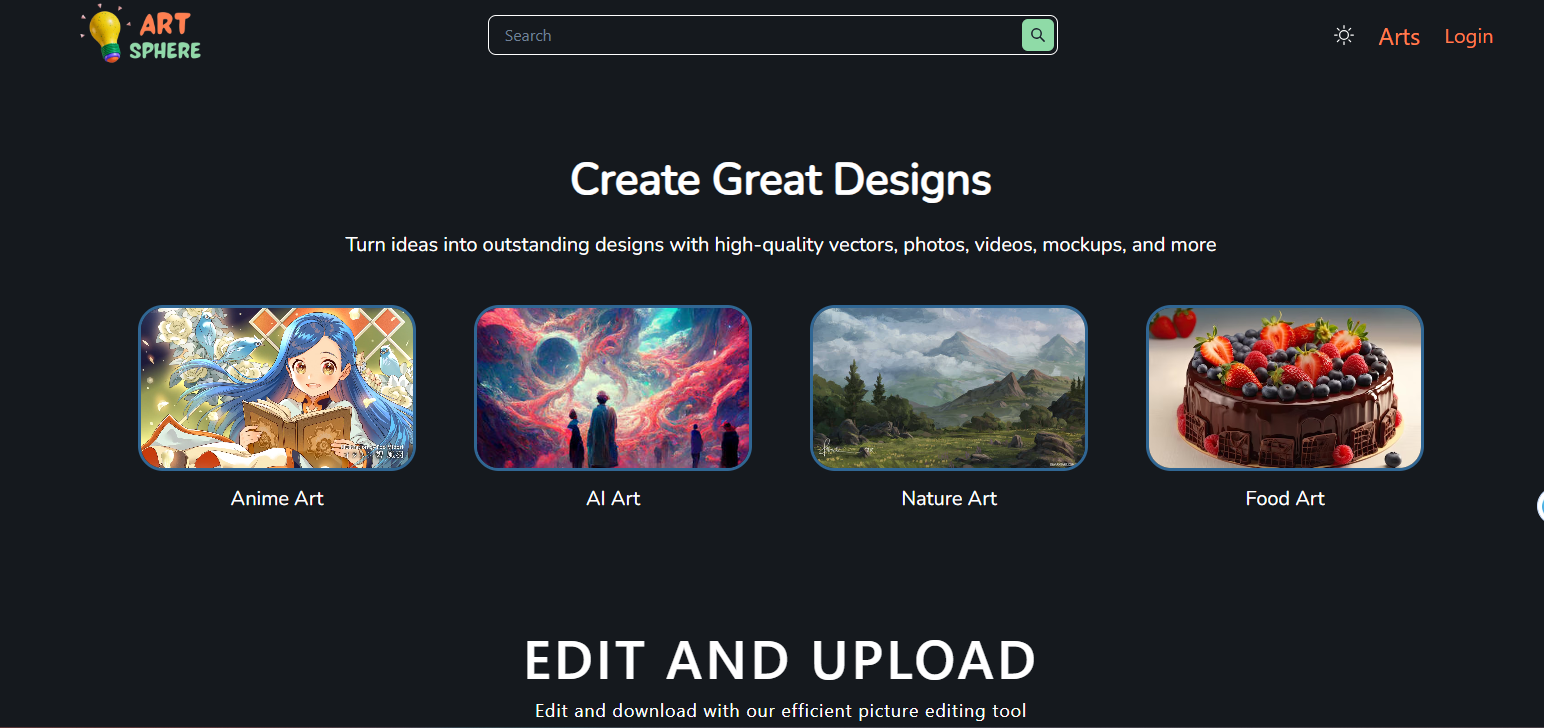 ART
SPHERE
Search
Arts
Login
Create Great Designs
Turn ideas into outstanding designs with high-quality vectors, photos, videos, mockups, and more
Anime Art
AI Art
Nature Art
Food Art
EDIT AND UPLOAD
Edit and download with our efficient picture editing tool